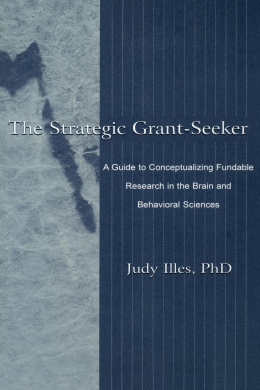 The Strategic Grant-Seeker
A Guide to Conceptualizing Fundable
Research in the Brain and
Behavioral Sciences
Judy Illes, PhD